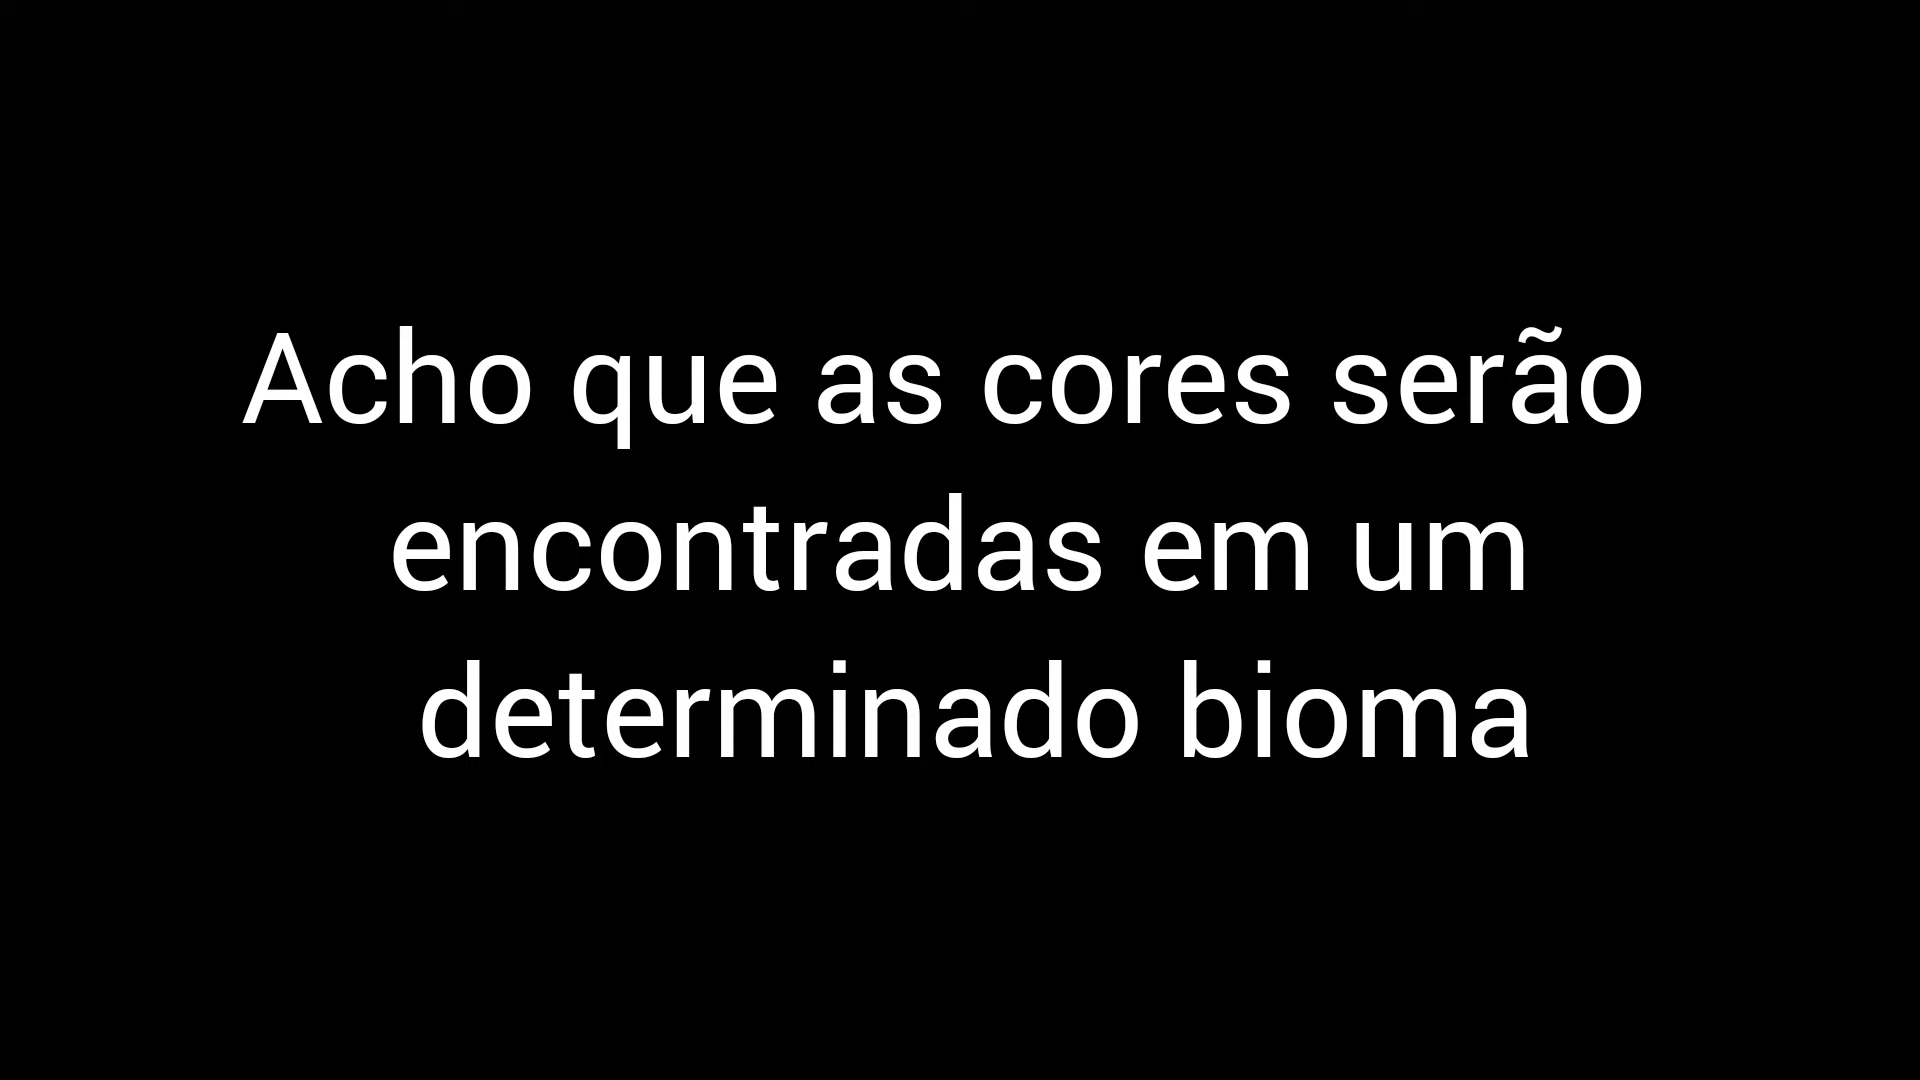 Acho que as cores serão
encontradas em um
determinado bioma